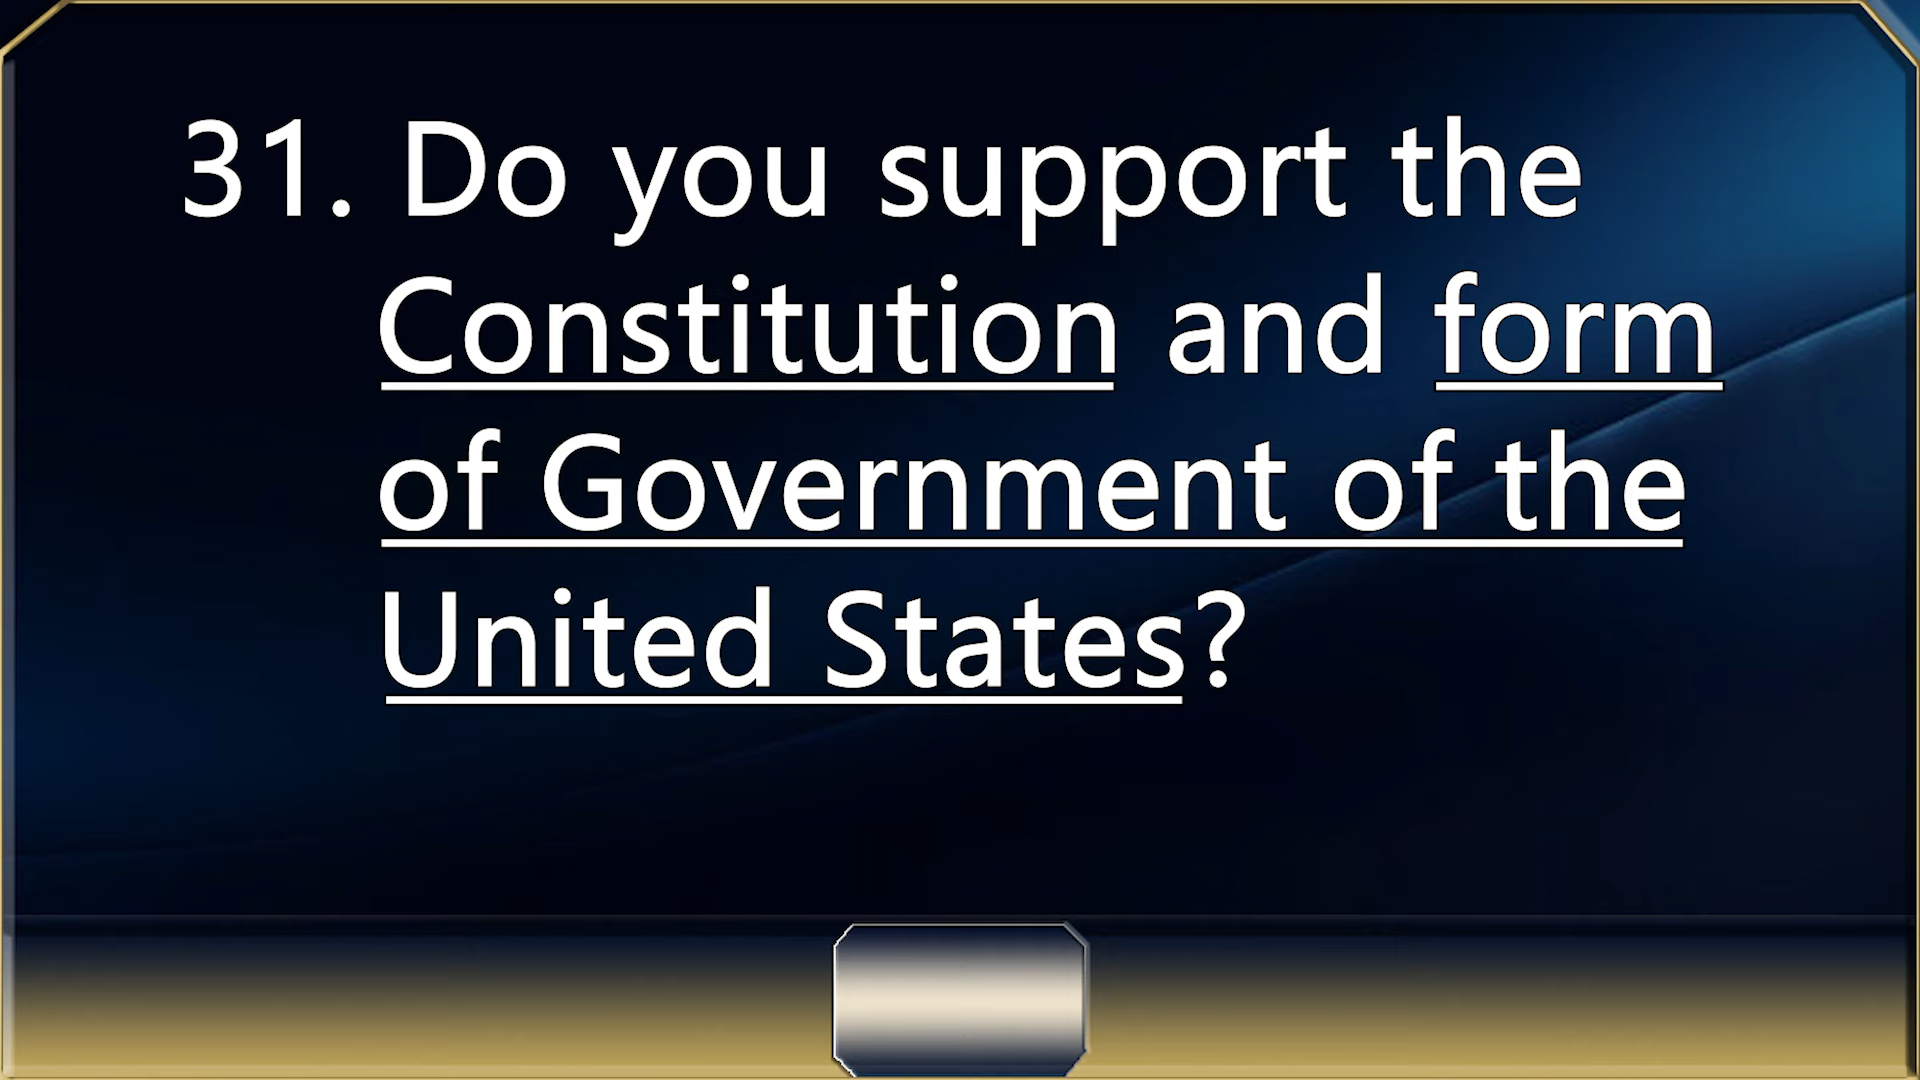 31. Do you support the
Constitution and form
of Government of the
United States?